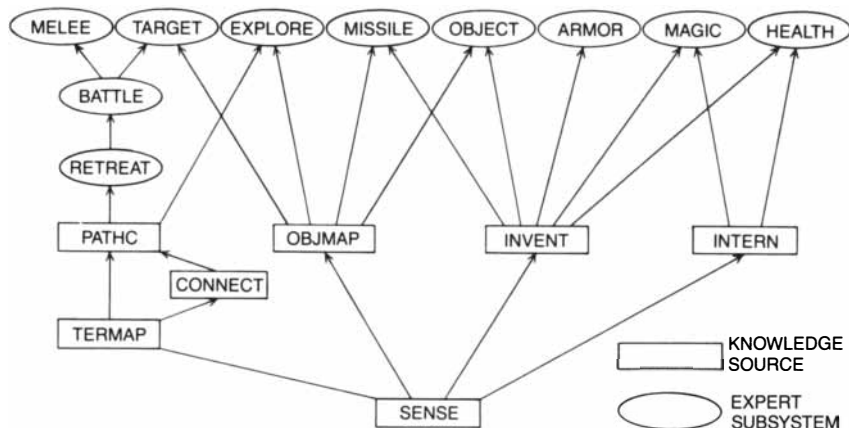 MELEE TARGET EXPLORE MISSILE OBJECT ARMOR MAGIC HEALTH
BATTLE
RETREAT
PATHC OBJMAP INVENT INTERN
CONNECT
TERMAP
KNOWLEDGE
SOURCE
SENSE
EXPERT
SUBSYSTEM